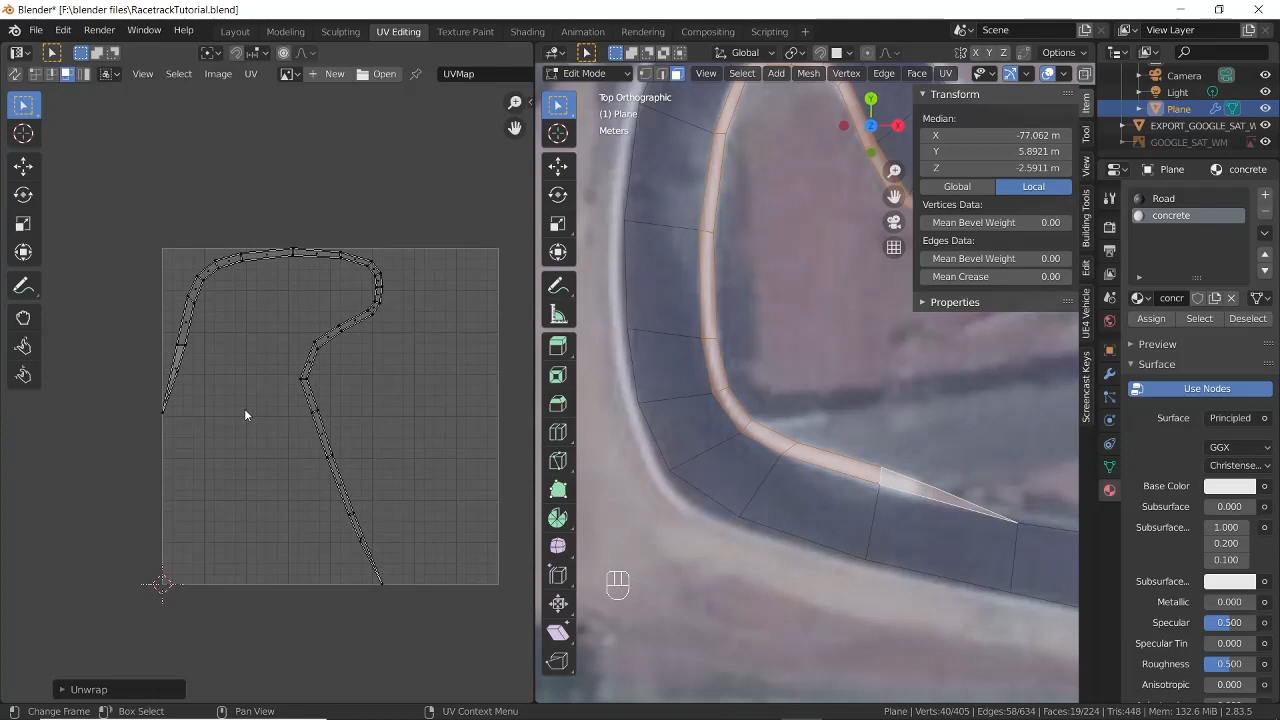 Blender* [F:\blender files\RacetrackTutorial.blend]
File Edit Render Window Help Layout Modeling Sculpting UV Editing Texture Paint Shading Animation Rendering Compositing Scripting Scene View Layer
Global X Y Z Options
View Select Image UV New Open UVMap Edit Mode View Select Add Mesh Vertex Edge Face UV
Camera
Light
Plane
EXPORT_GOOGLE_SAT_W
GOOGLE_SAT_WM
Top Orthographic
(1) Plane
Meters
Y
X
Z
Transform
Median:
X -77.062 m
Y 5.8921 m
Z -2.5911 m
Global Local
Vertices Data:
Mean Bevel Weight 0.00
Edges Data:
Mean Bevel Weight 0.00
Mean Crease 0.00
Properties
Item
Tool
View
Building Tools
Edit
UE4 Vehicle
Screencast Keys
Plane concrete
Road
concrete
concr
Assign Select Deselect
Preview
Surface
Use Nodes
Surface Principled
GGX
Christense...
Base Color
Subsurface 0.000
Subsurface... 1.000
0.200
0.100
Subsurface...
Metallic 0.000
Specular 0.500
Specular Tin 0.000
Roughness 0.500
Anisotropic 0.000
Unwrap
Change Frame Box Select Pan View UV Context Menu Plane | Verts:40/405 | Edges:58/634 | Faces:19/224 | Tris:448 | Mem: 132.6 MiB | 2.83.5